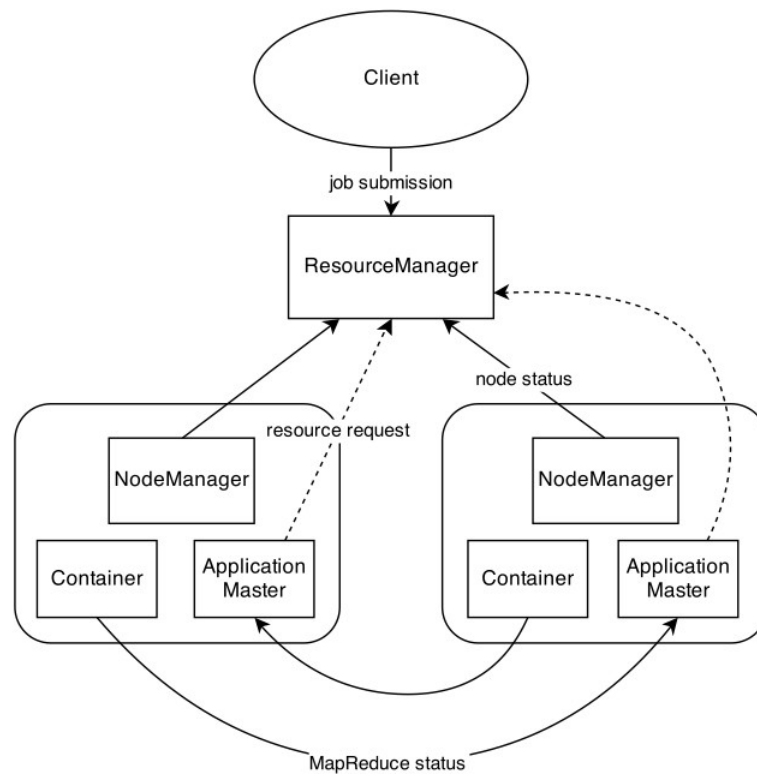 Client
job submission
ResourceManager
node status
resource request
NodeManager
NodeManager
Container
Application
Master
Container
Application
Master
MapReduce status